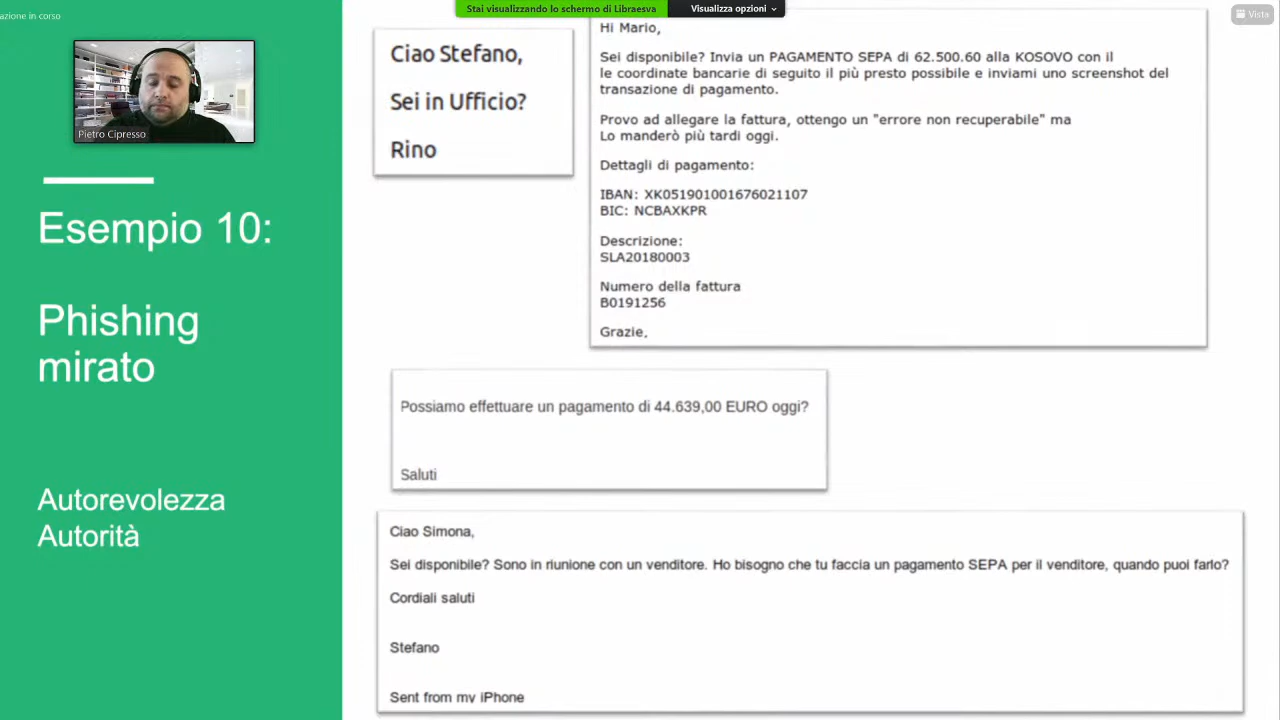 azione in corso
Stai visualizzando lo schermo di Libraesva
Visualizza opzioni
Vista
Pietro Cipresso
Esempio 10:
Phishing
mirato
Autorevolezza
Autorità
Ciao Stefano,
Sei in Ufficio?
Rino
Hi Mario,
Sei disponibile? Invia un PAGAMENTO SEPA di 62.500.60 alla KOSOVO con il
le coordinate bancarie di seguito il più presto possibile e inviami uno screenshot del
transazione di pagamento.
Provo ad allegare la fattura, ottengo un "errore non recuperabile" ma
Lo manderò più tardi oggi.
Dettagli di pagamento:
IBAN: XK051901001676021107
BIC: NCBAXKPR
Descrizione:
SLA20180003
Numero della fattura
B0191256
Grazie,
Possiamo effettuare un pagamento di 44.639,00 EURO oggi?
Saluti
Ciao Simona,
Sei disponibile? Sono in riunione con un venditore. Ho bisogno che tu faccia un pagamento SEPA per il venditore, quando puoi farlo?
Cordiali saluti
Stefano
Sent from my iPhone